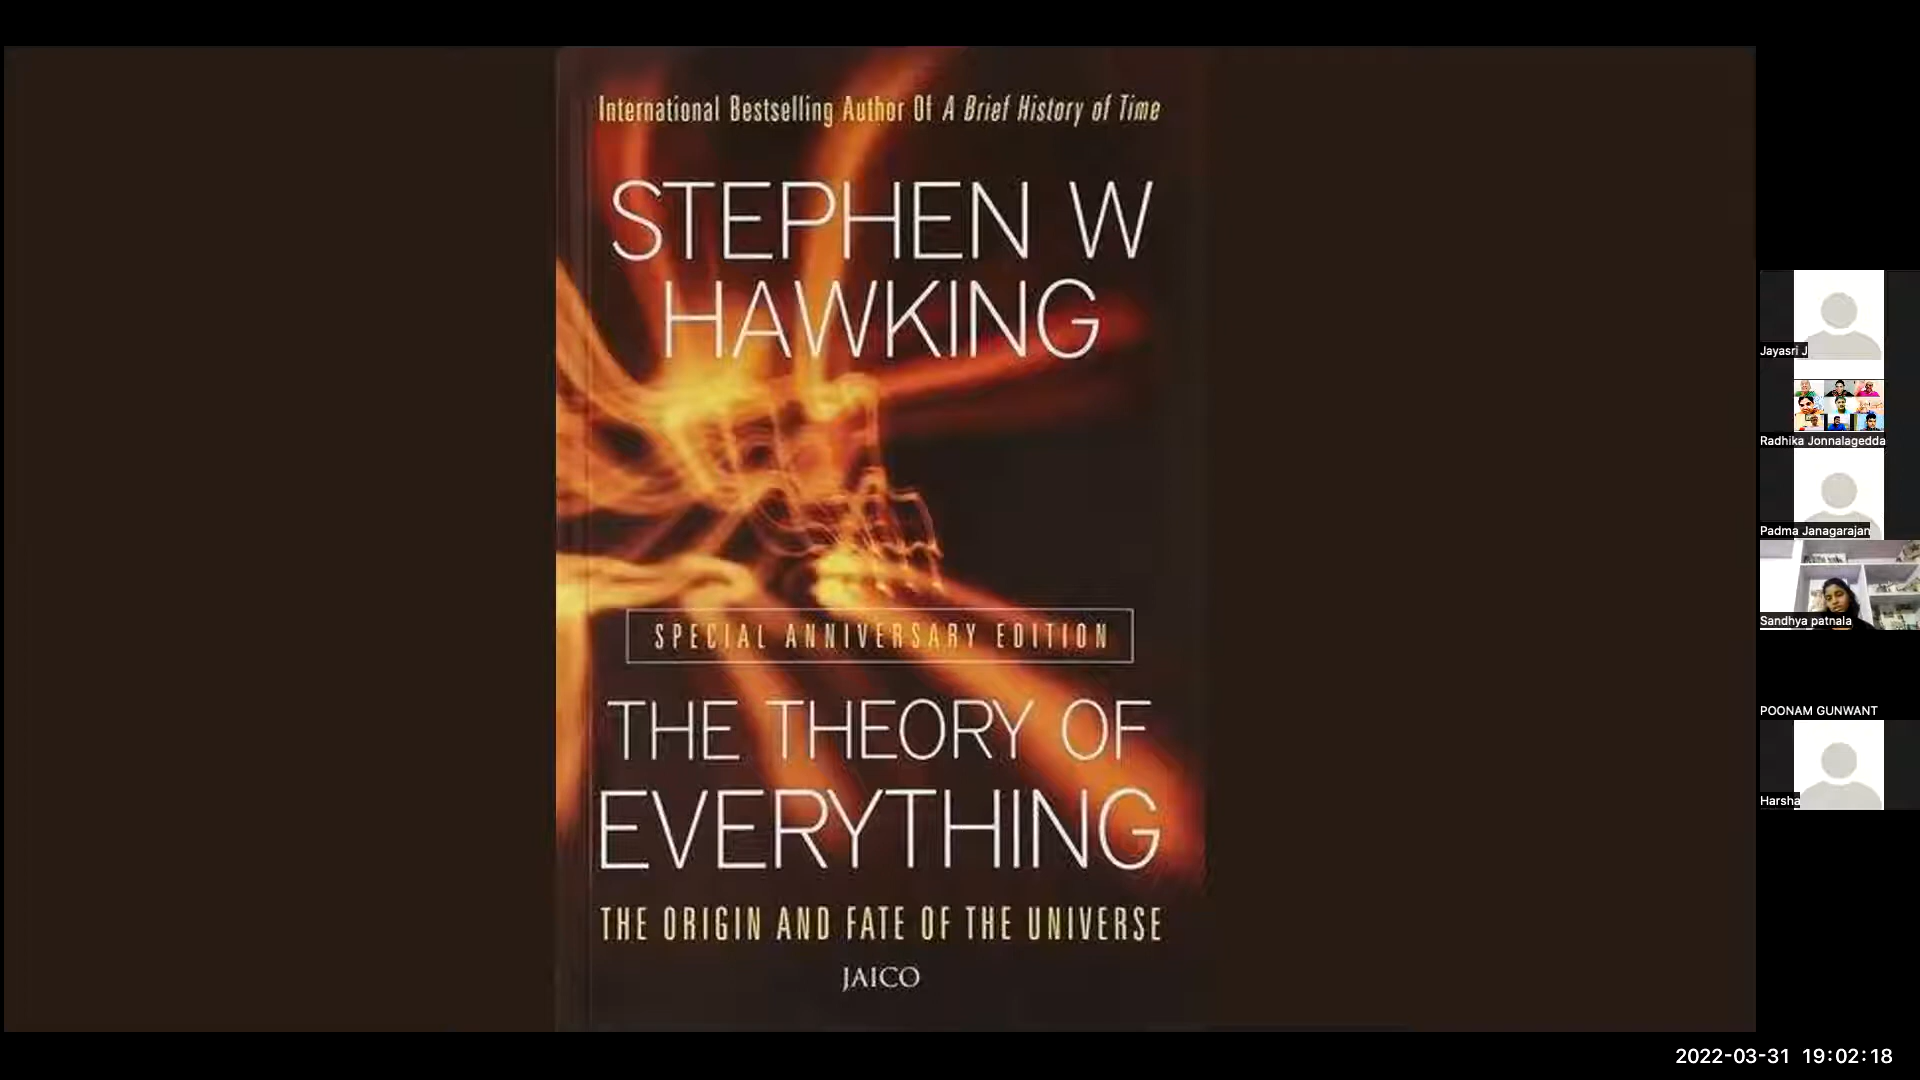 International Bestselling Author Of A Brief History of Time
STEPHEN W
HAWKING
SPECIAL ANNIVERSARY EDITION
THE THEORY OF
EVERYTHING
THE ORIGIN AND FATE OF THE UNIVERSE
JAICO
Jayasri J
Radhika Jonnalagedda
Padma Janagarajan
Sandhya patnala
POONAM GUNWANT
Harsha
2022-03-31 19:02:18